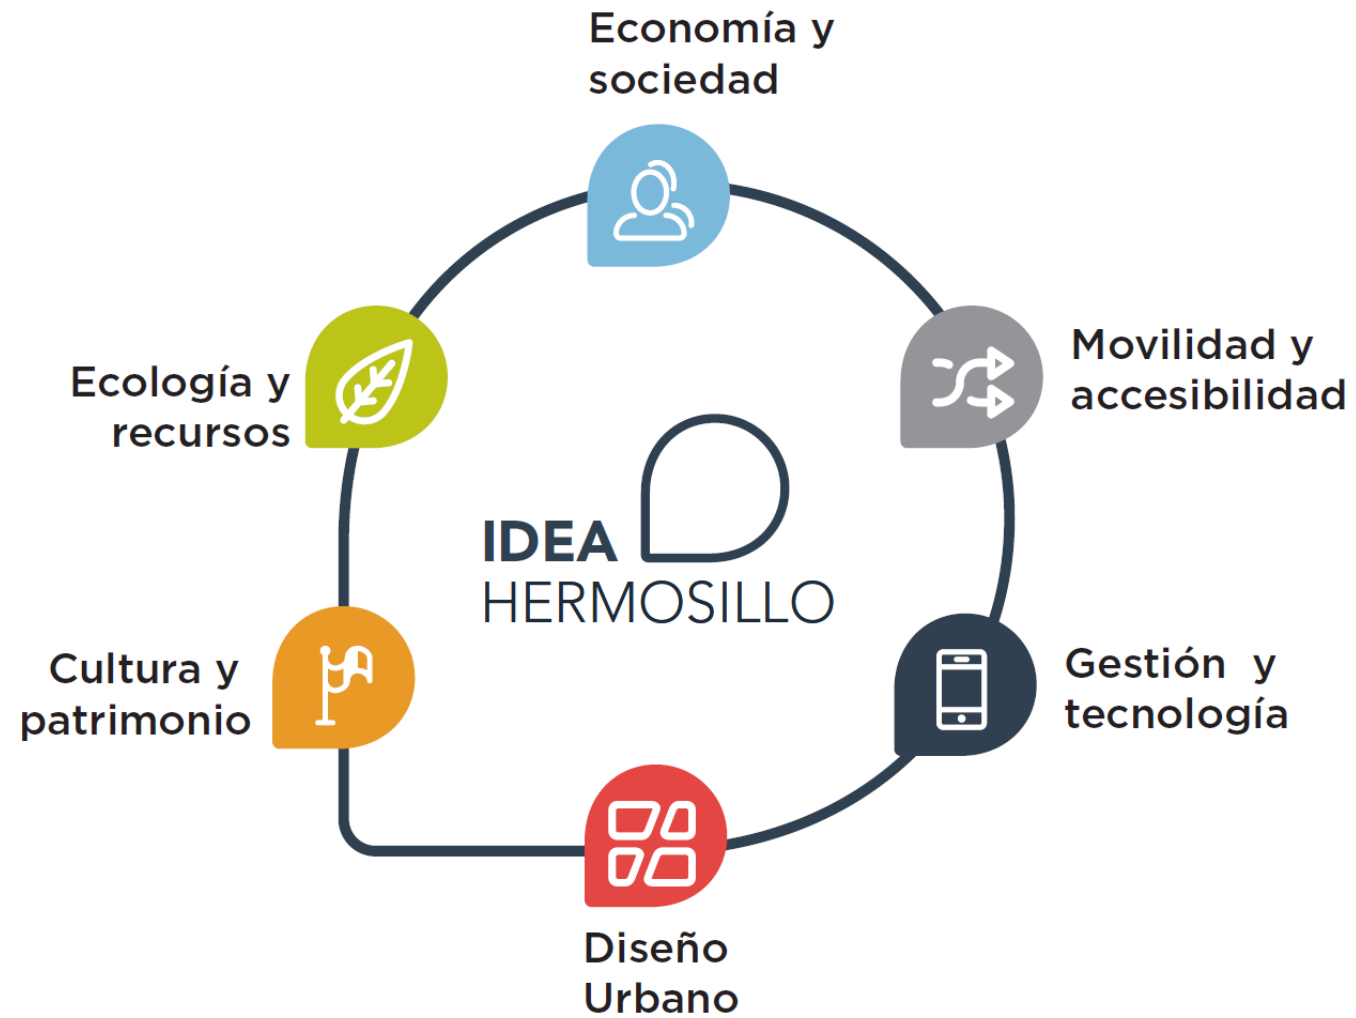 Economía y
sociedad
Movilidad y
accesibilidad
Ecología y
recursos
IDEA
HERMOSILLO
Cultura y
patrimonio
Gestión y
tecnología
Diseño
Urbano